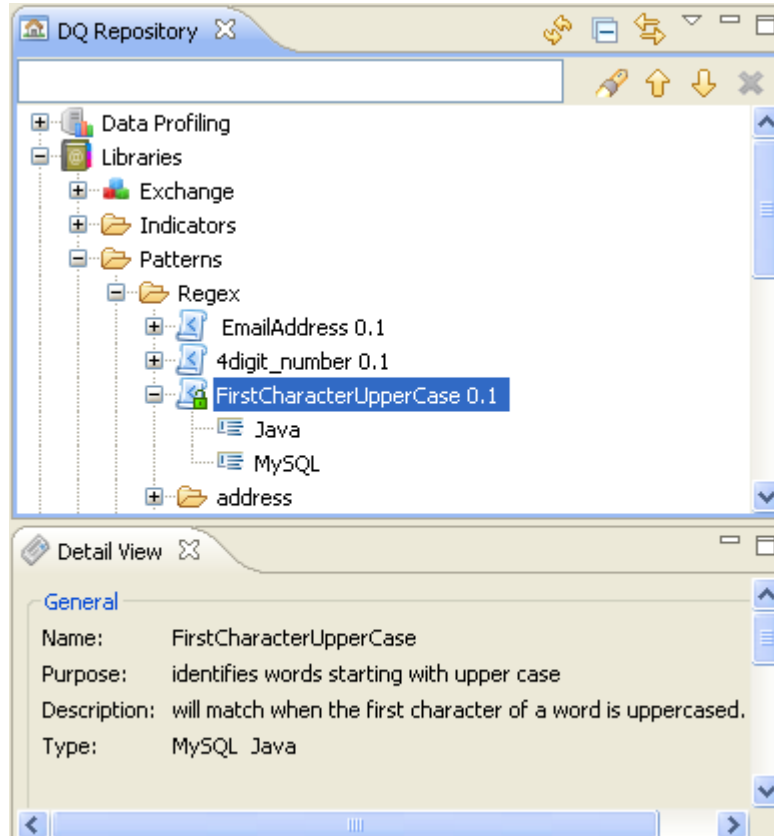 DQ Repository
Data Profiling
Libraries
Exchange
Indicators
Patterns
Regex
EmailAddress 0.1
4digit_number 0.1
FirstCharacterUpperCase 0.1
Java
MySQL
address
Detail View
General
Name: FirstCharacterUpperCase
Purpose: identifies words starting with upper case
Description: will match when the first character of a word is uppercased.
Type: MySQL Java